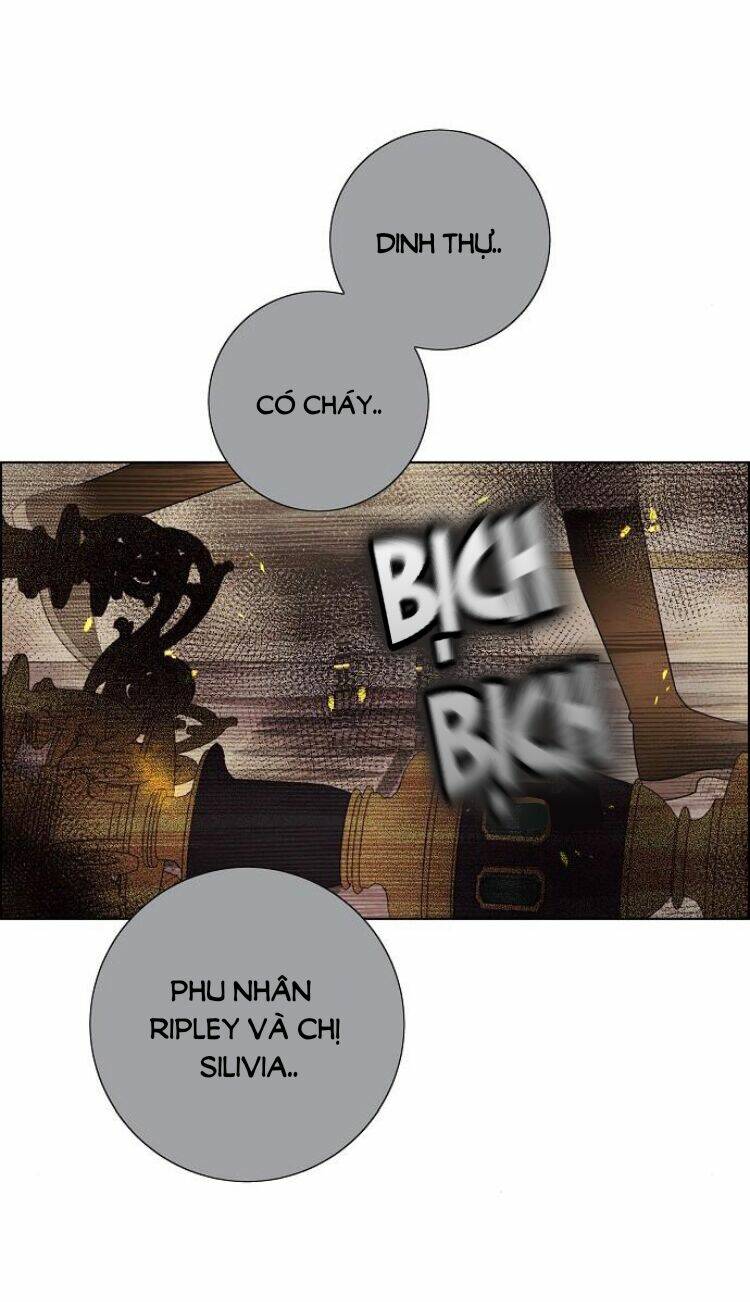 DINH THỰ..
CÓ CHÁY..
BỊCH
BỊCH
PHU NHÂN
RIPLEY VÀ CHỊ
SILIVIA..